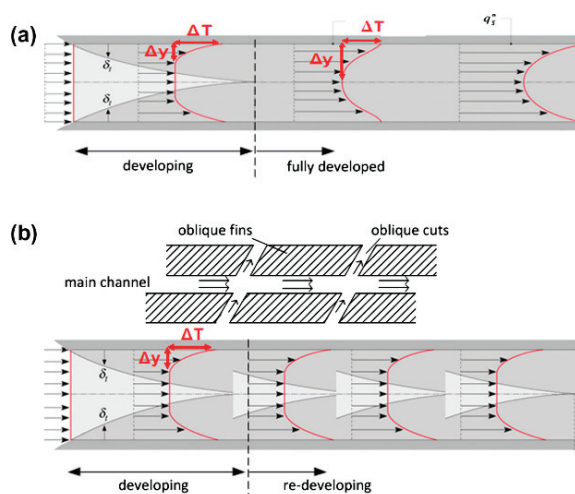 (a)
ΔT
ΔT
q"s
Δy
Δy
δt
δt
developing
fully developed
(b)
oblique fins
oblique cuts
main channel
ΔT
Δy
δt
δt
developing
re-developing